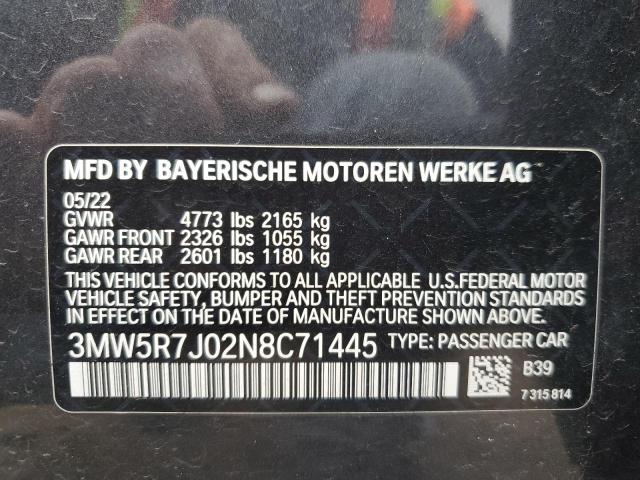 MFD BY BAYERISCHE MOTOREN WERKE AG
05/22
GVWR 4773 lbs 2165 kg
GAWR FRONT 2326 lbs 1055 kg
GAWR REAR 2601 lbs 1180 kg
THIS VEHICLE CONFORMS TO ALL APPLICABLE U.S.FEDERAL MOTOR
VEHICLE SAFETY, BUMPER AND THEFT PREVENTION STANDARDS
IN EFFECT ON THE DATE OF MANUFACTURE SHOWN ABOVE.
3MW5R7J02N8C71445 TYPE: PASSENGER CAR
B39
7 315 814